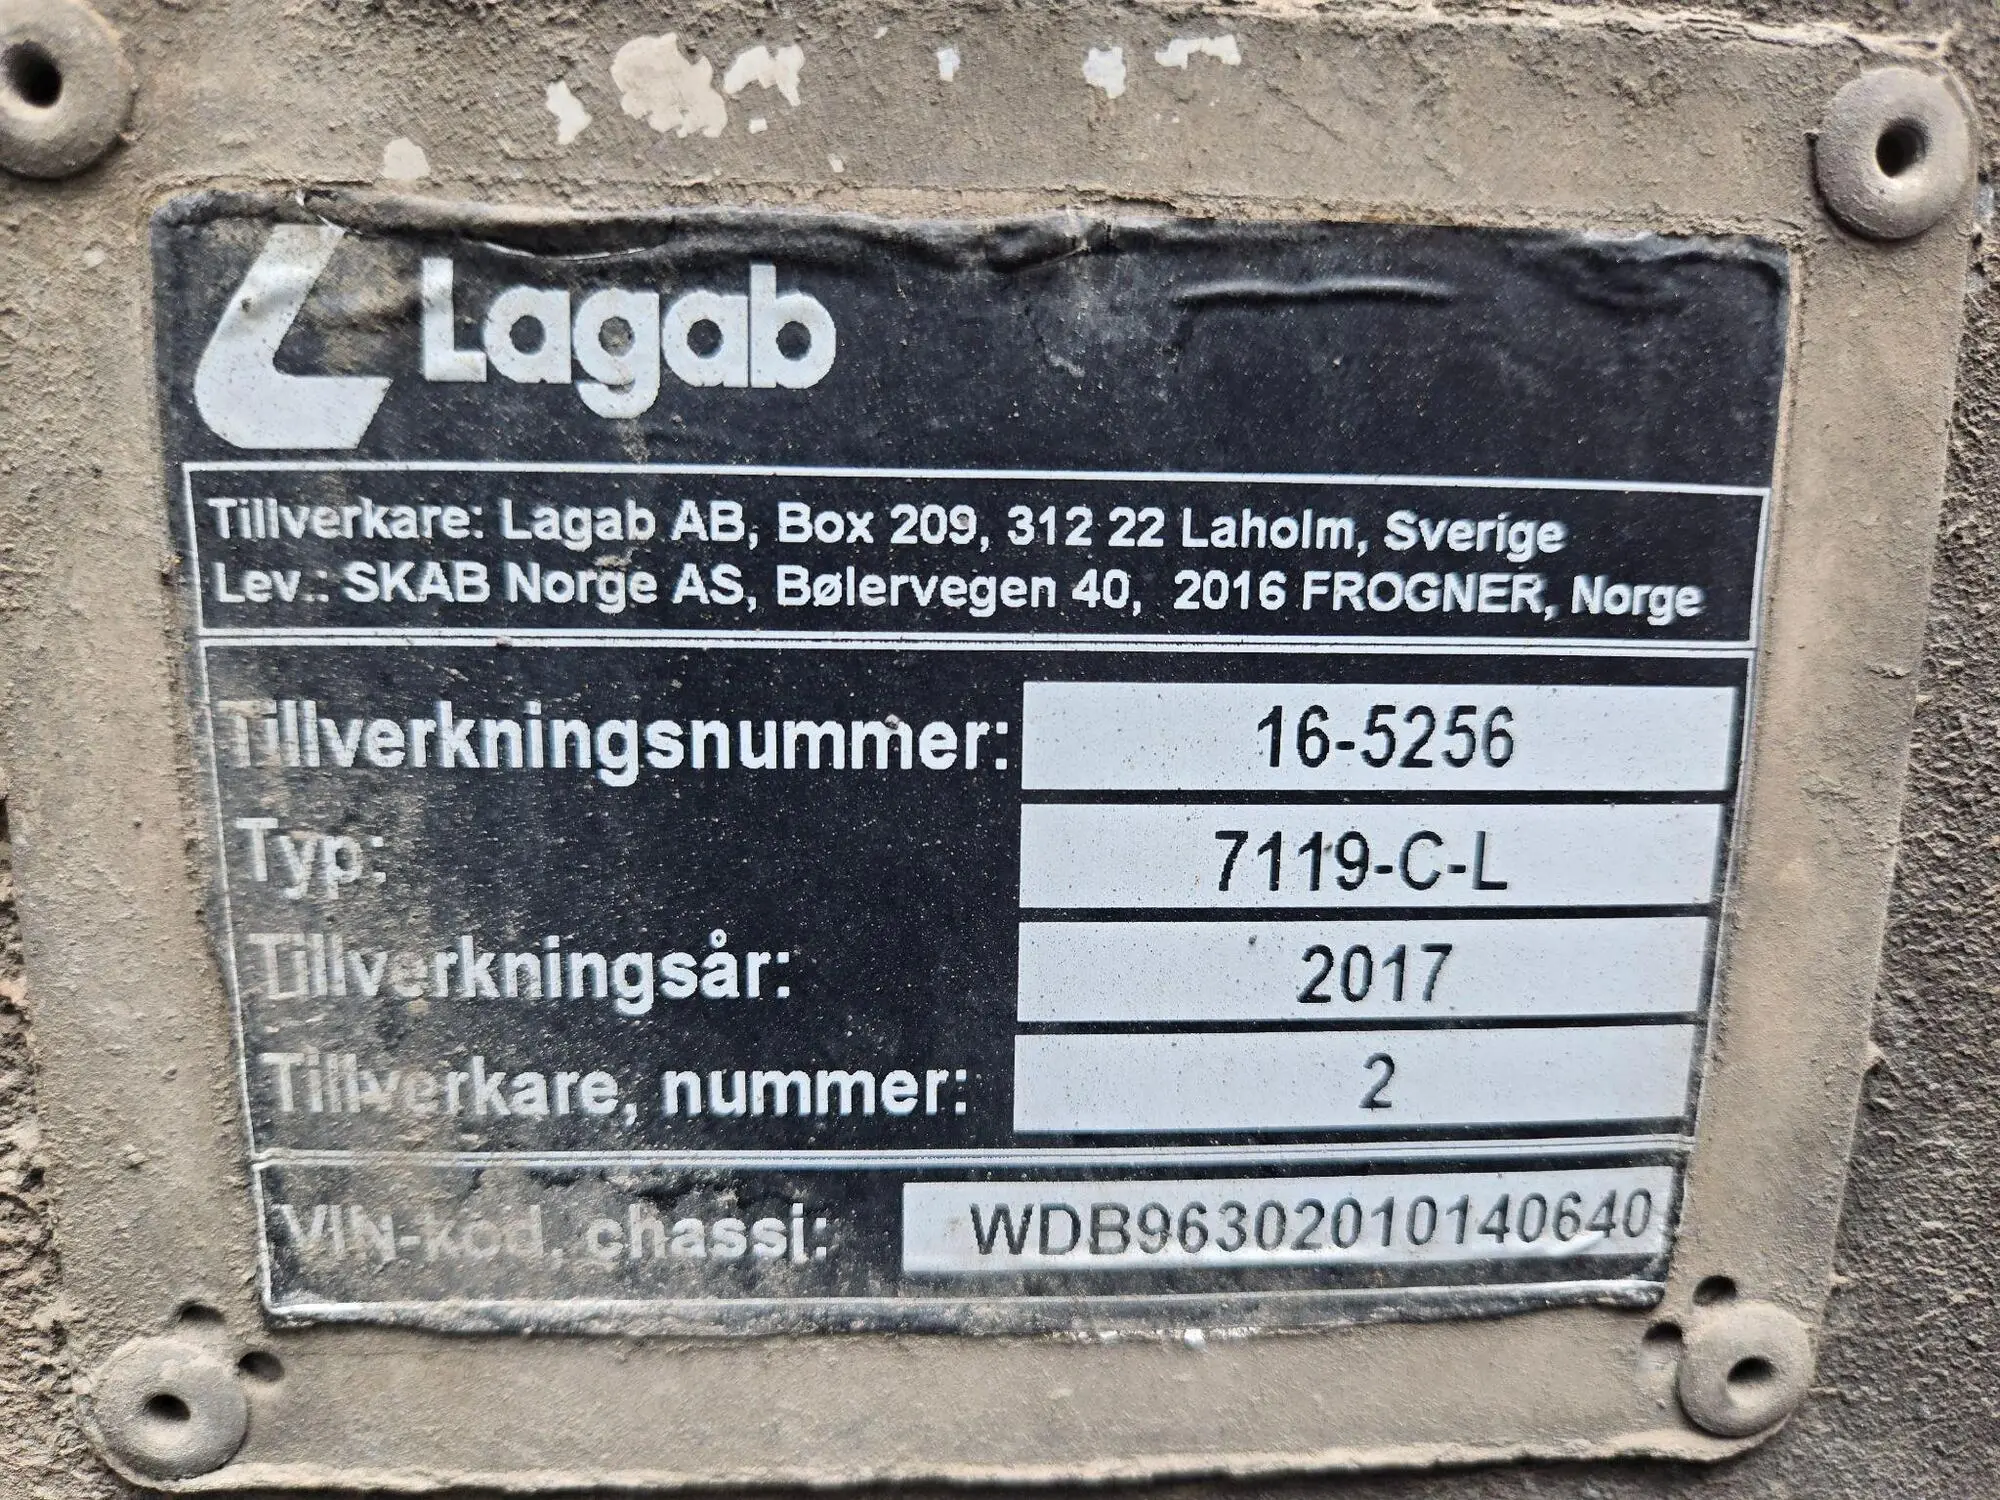 Lagab
Tillverkare: Lagab AB, Box 209, 312 22 Laholm, Sverige
Lev.: SKAB Norge AS, Bølervegen 40, 2016 FROGNER, Norge
Tillverkningsnummer: 16-5256
Typ: 7119-C-L
Tillverkningsår: 2017
Tillverkare, nummer: 2
VIN-kod, chassi: WDB96302010140640